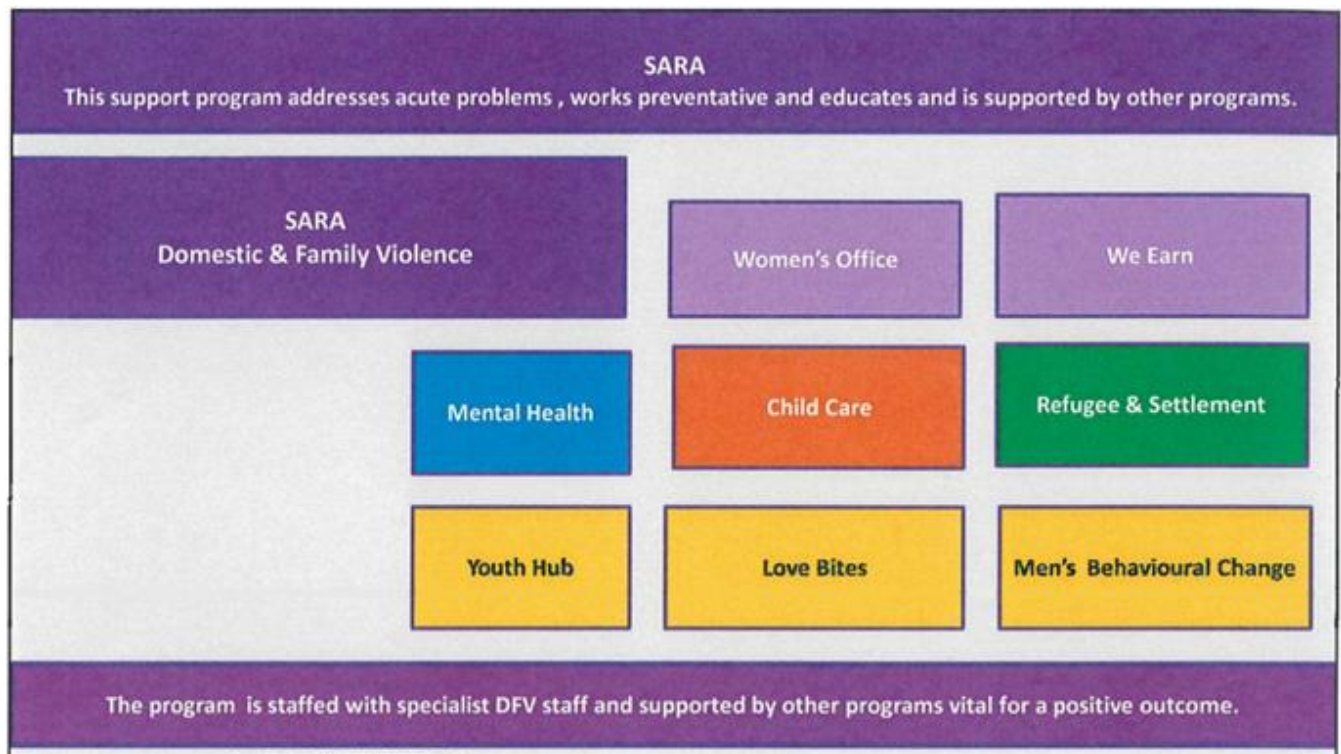 SARA
This support program addresses acute problems , works preventative and educates and is supported by other programs.
SARA
Domestic & Family Violence
Women's Office
We Earn
Mental Health
Child Care
Refugee & Settlement
Youth Hub
Love Bites
Men's Behavioural Change
The program is staffed with specialist DFV staff and supported by other programs vital for a positive outcome.